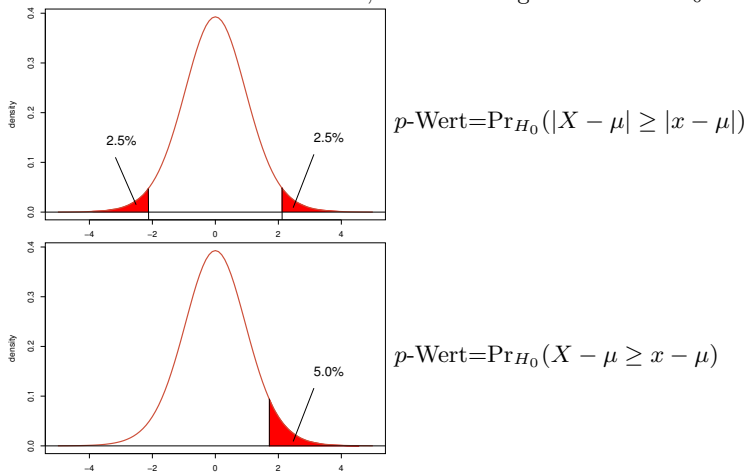 0.4
0.3
0.2
0.1
0.0
density
2.5%
2.5%
−4 −2 0 2 4
p-Wert=Pr_{H_0}(|X − μ| ≥ |x − μ|)
0.4
0.3
0.2
0.1
0.0
density
5.0%
−4 −2 0 2 4
p-Wert=Pr_{H_0}(X − μ ≥ x − μ)